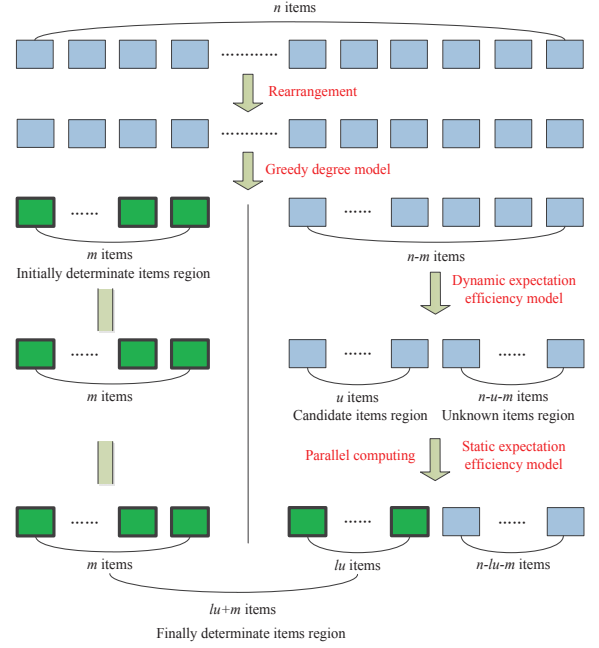 n items
............
Rearrangement
............
Greedy degree model
......
......
m items
n-m items
Initially determinate items region
Dynamic expectation
efficiency model
......
......
......
m items
u items
n-u-m items
Candidate items region
Unknown items region
Parallel computing
Static expectation
efficiency model
......
......
......
m items
lu items
n-lu-m items
lu+m items
Finally determinate items region